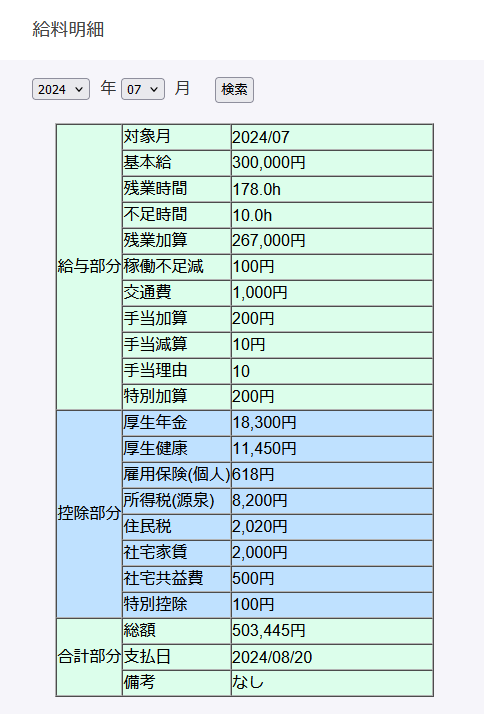 給料明細
2024 年 07 月 検索
給与部分
対象月 2024/07
基本給 300,000円
残業時間 178.0h
不足時間 10.0h
残業加算 267,000円
稼働不足減 100円
交通費 1,000円
手当加算 200円
手当減算 10円
手当理由 10
特別加算 200円
控除部分
厚生年金 18,300円
厚生健康 11,450円
雇用保険(個人) 618円
所得税(源泉) 8,200円
住民税 2,020円
社宅家賃 2,000円
社宅共益費 500円
特別控除 100円
合計部分
総額 503,445円
支払日 2024/08/20
備考 なし